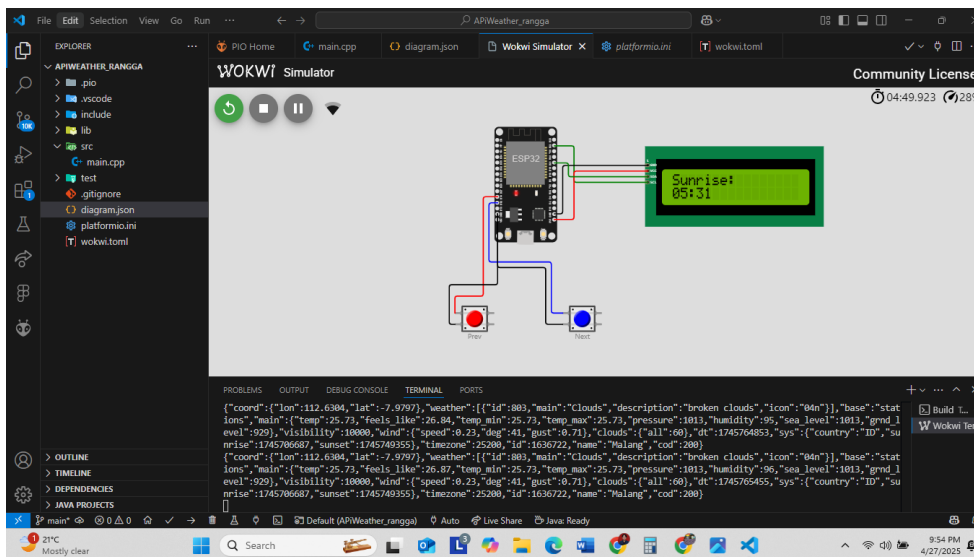 File Edit Selection View Go Run ... APiWeather_rangga
EXPLORER ...
PIO Home main.cpp diagram.json Wokwi Simulator platformio.ini wokwi.toml
APIWEATHER_RANGGA
.pio
.vscode
include
lib
src
main.cpp
test
.gitignore
diagram.json
platformio.ini
wokwi.toml
10K
1
WOKWI Simulator
Community License
04:49.923 28
ESP32
Sunrise:
05:31
Prev
Next
PROBLEMS OUTPUT DEBUG CONSOLE TERMINAL PORTS
{"coord":{"lon":112.6304,"lat":-7.9797},"weather":[{"id":803,"main":"Clouds","description":"broken clouds","icon":"04n"}],"base":"stat
ions","main":{"temp":25.73,"feels_like":26.84,"temp_min":25.73,"temp_max":25.73,"pressure":1013,"humidity":95,"sea_level":1013,"grnd_l
evel":929},"visibility":10000,"wind":{"speed":0.23,"deg":41,"gust":0.71},"clouds":{"all":60},"dt":1745764853,"sys":{"country":"ID","su
nrise":1745706687,"sunset":1745749355},"timezone":25200,"id":1636722,"name":"Malang","cod":200}
{"coord":{"lon":112.6304,"lat":-7.9797},"weather":[{"id":803,"main":"Clouds","description":"broken clouds","icon":"04n"}],"base":"stat
ions","main":{"temp":25.73,"feels_like":26.87,"temp_min":25.73,"temp_max":25.73,"pressure":1013,"humidity":96,"sea_level":1013,"grnd_l
evel":929},"visibility":10000,"wind":{"speed":0.23,"deg":41,"gust":0.71},"clouds":{"all":60},"dt":1745765455,"sys":{"country":"ID","su
nrise":1745706687,"sunset":1745749355},"timezone":25200,"id":1636722,"name":"Malang","cod":200}
Build T...
Wokwi Ter
OUTLINE
TIMELINE
DEPENDENCIES
JAVA PROJECTS
main* 0 0 Default (APiWeather_rangga) Auto Live Share Java: Ready
1
21°C
Mostly clear
Search
9:54 PM
4/27/2025